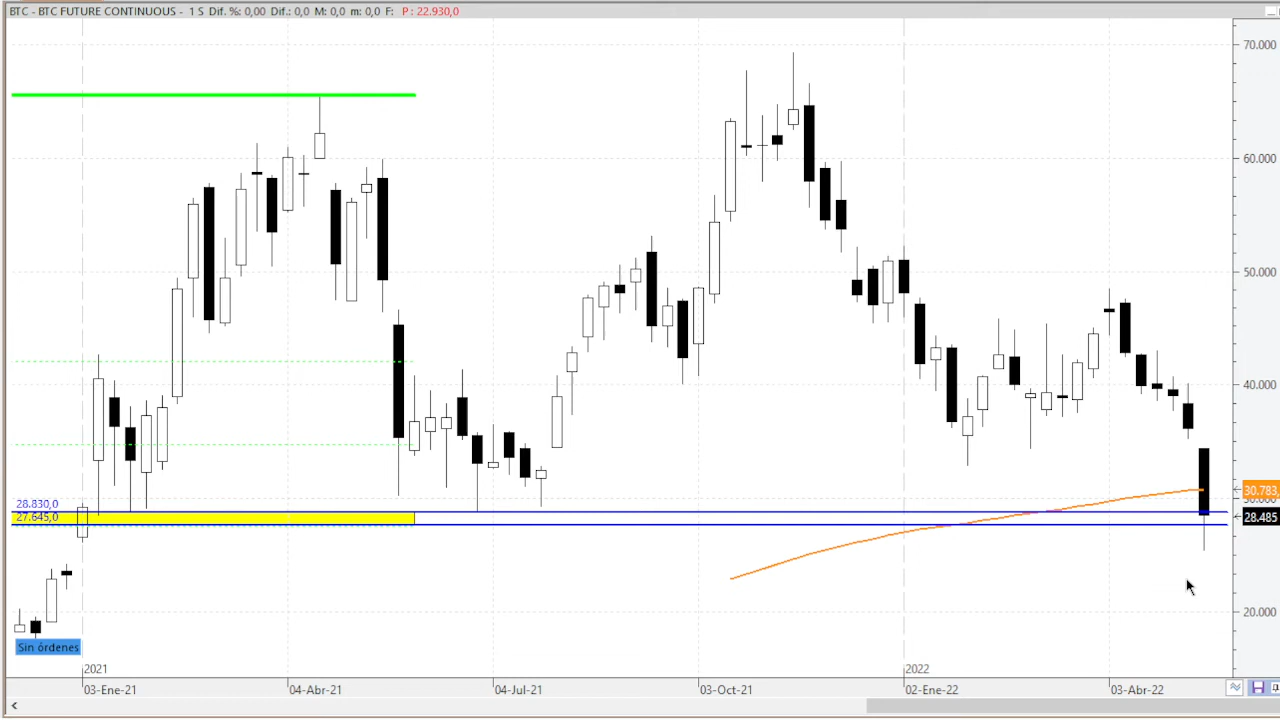 BTC - BTC FUTURE CONTINUOUS - 1 S Dif. %: 0,00 Dif.: 0,0 M: 0,0 m: 0,0 F: P : 22.930,0
70.000
60.000
50.000
40.000
30.783,
30.000
28.830,0
27.645,0
28.485
20.000
Sin órdenes
2021
2022
03-Ene-21
04-Abr-21
04-Jul-21
03-Oct-21
02-Ene-22
03-Abr-22